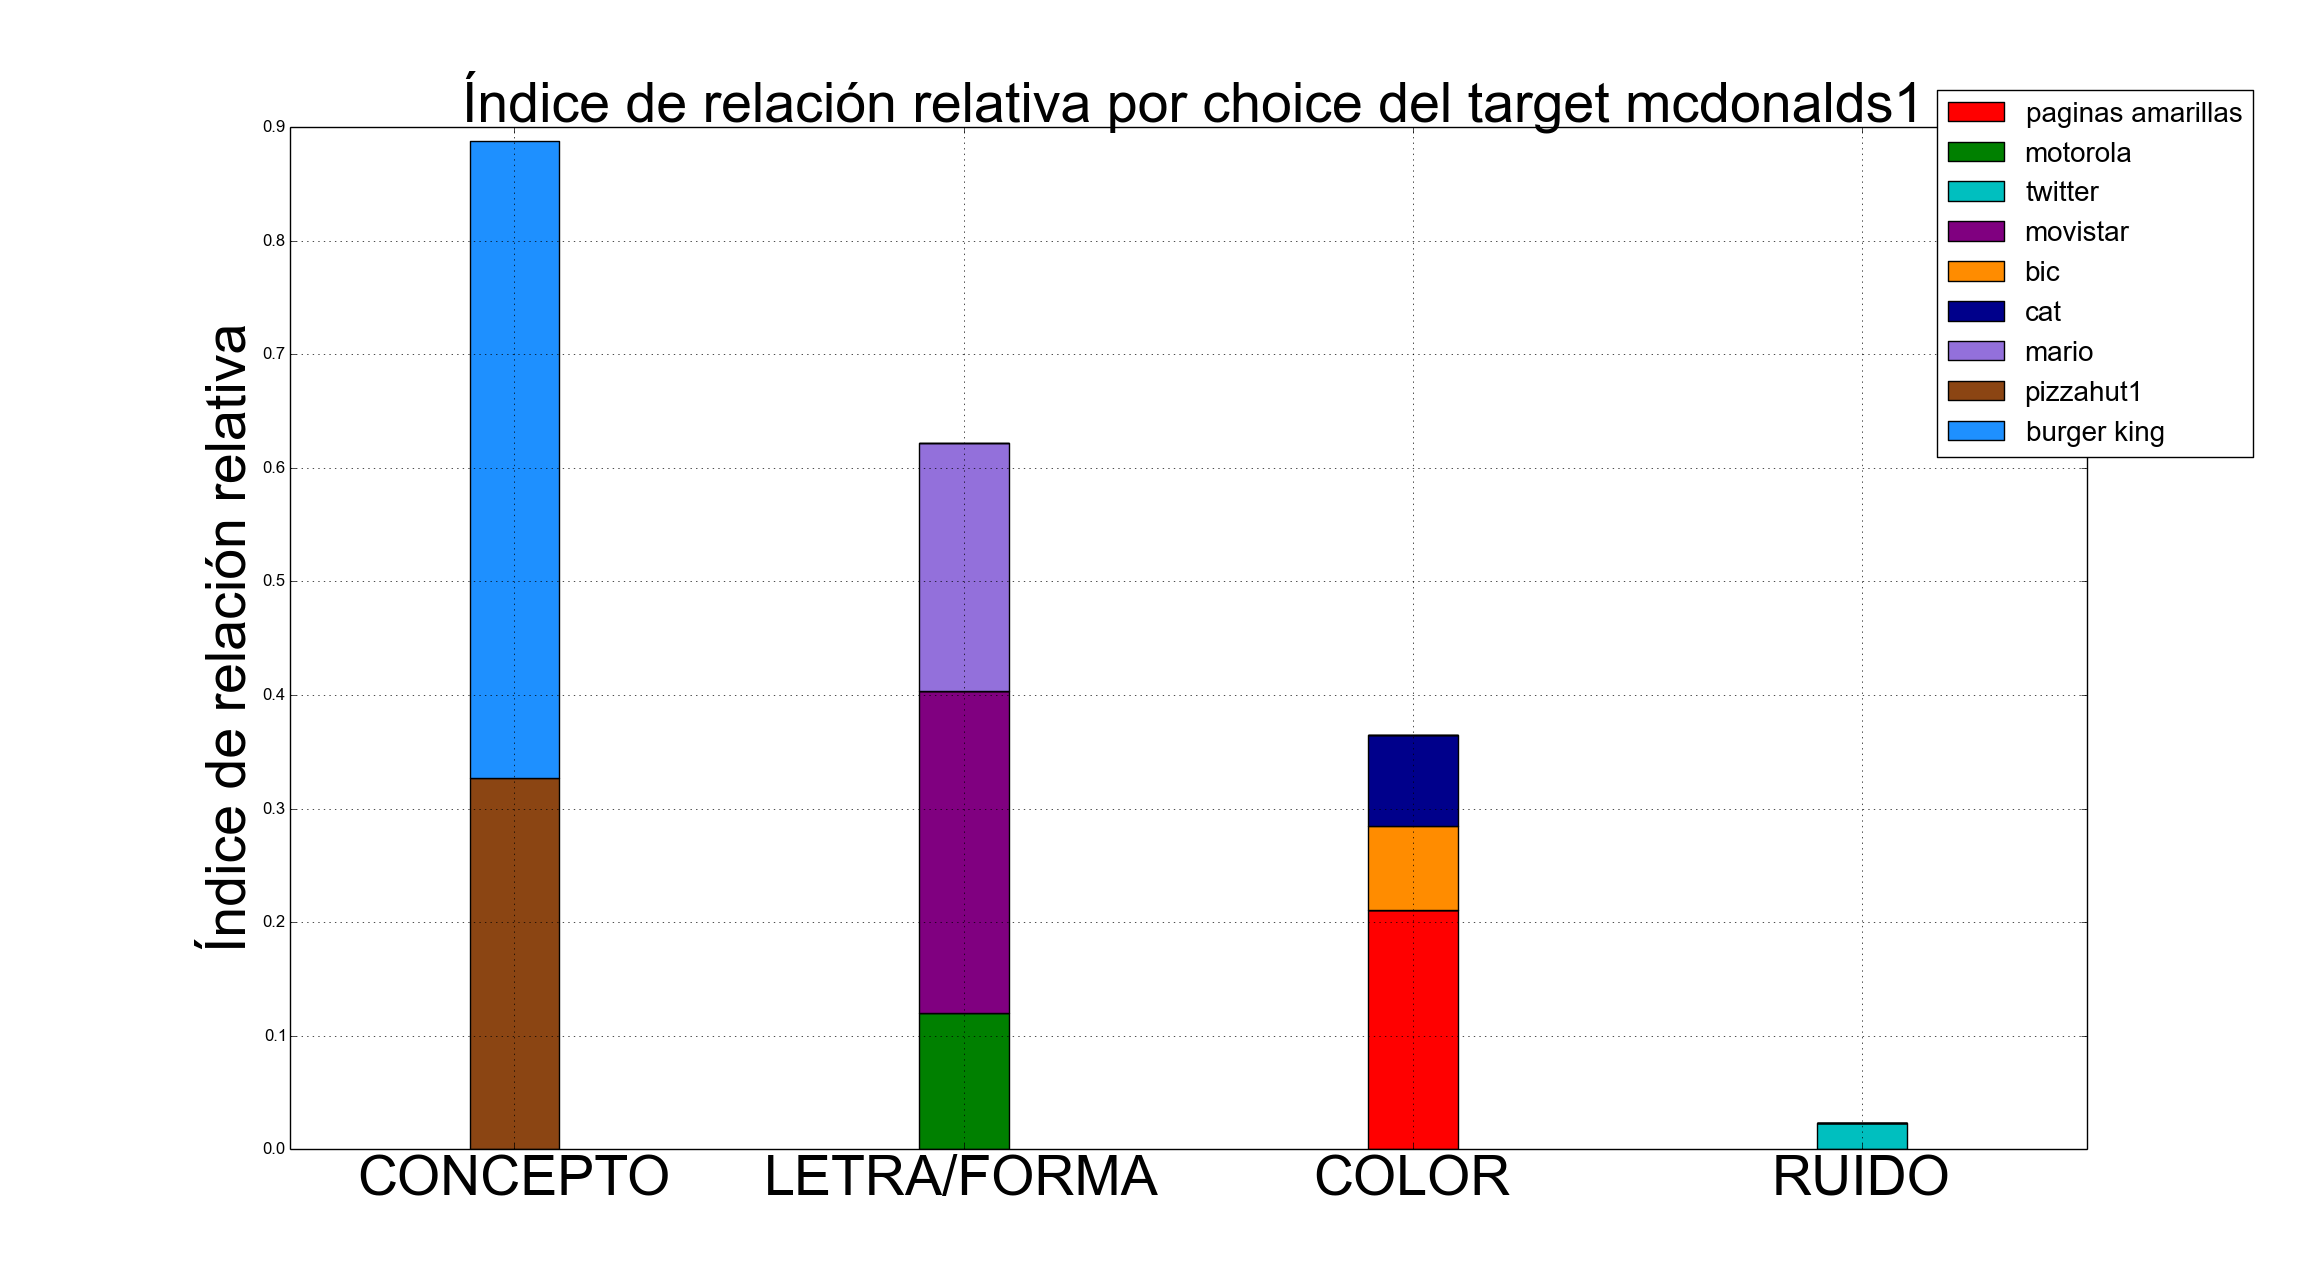 Índice de relación relativa por choice del target mcdonalds1
paginas amarillas
motorola
twitter
movistar
bic
cat
mario
pizzahut1
burger king
Índice de relación relativa
0.9
0.8
0.7
0.6
0.5
0.4
0.3
0.2
0.1
0.0
CONCEPTO LETRA/FORMA COLOR RUIDO